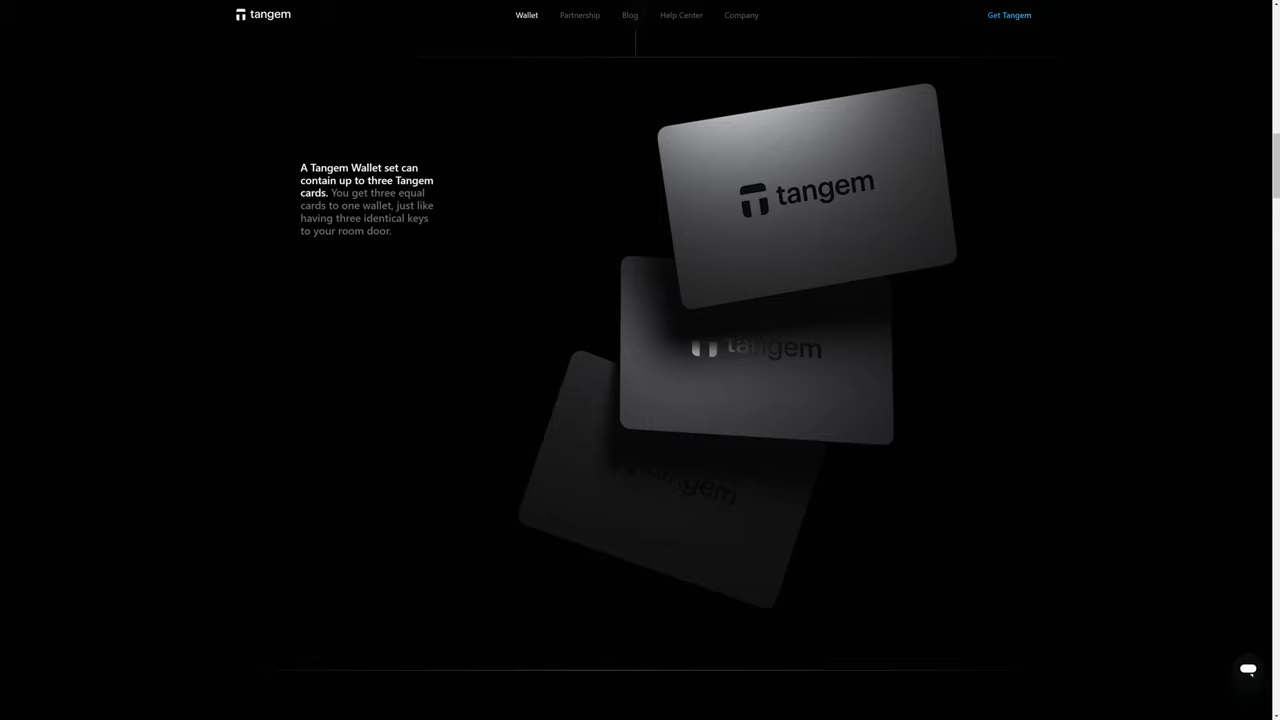 tangem
Wallet
Partnership
Blog
Help Center
Company
Get Tangem
A Tangem Wallet set can
contain up to three Tangem
cards. You get three equal
cards to one wallet, just like
having three identical keys
to your room door.
tangem
tangem
tangem